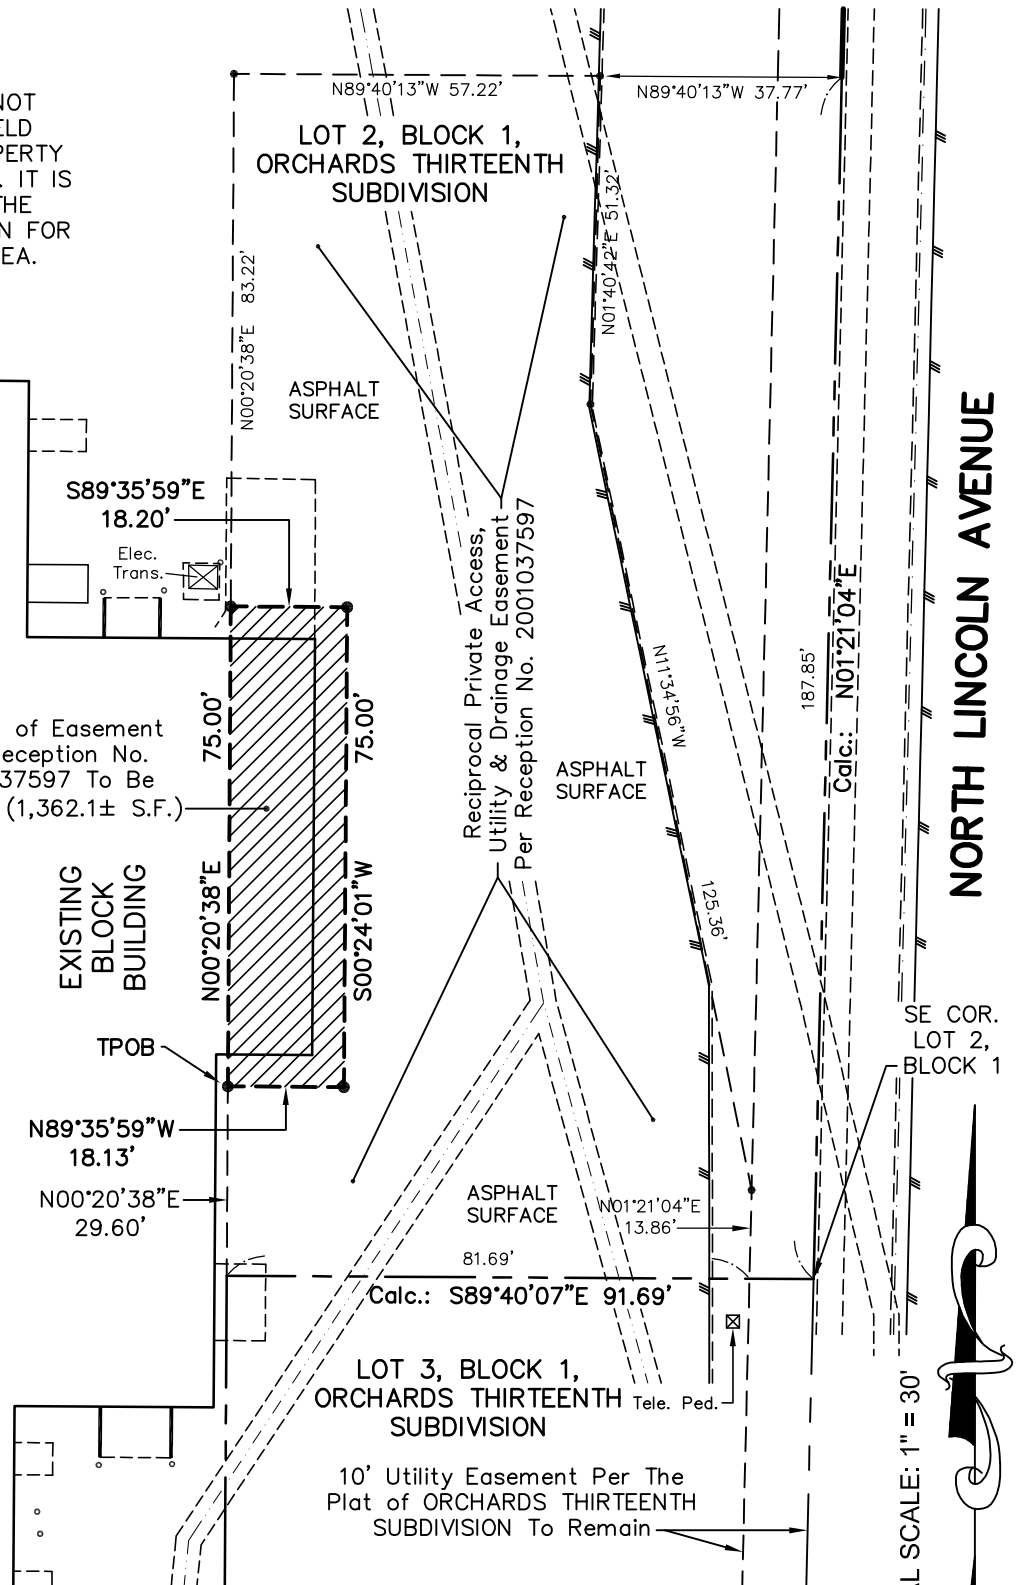 N89°40'13"W 57.22'
N89°40'13"W 37.77'
NOT
ELD
PERTY
. IT IS
THE
N FOR
EA.
LOT 2, BLOCK 1,
ORCHARDS THIRTEENTH
SUBDIVISION
N01°40'42"E 51.32'
N00°20'38"E 83.22'
ASPHALT
SURFACE
S89°35'59"E
18.20'
Elec.
Trans.
Reciprocal Private Access,
Utility & Drainage Easement
Per Reception No. 2001037597
NORTH LINCOLN AVENUE
Calc.: N01°21'04"E
187.85'
N11°34'56"W
125.36'
75.00'
75.00'
of Easement
eception No.
37597 To Be
(1,362.1± S.F.)
ASPHALT
SURFACE
EXISTING
BLOCK
BUILDING
N00°20'38"E
S00°24'01"W
SE COR.
LOT 2,
BLOCK 1
TPOB
N89°35'59"W
18.13'
N00°20'38"E
29.60'
ASPHALT
SURFACE
N01°21'04"E
13.86'
81.69'
Calc.: S89°40'07"E 91.69'
LOT 3, BLOCK 1,
ORCHARDS THIRTEENTH
SUBDIVISION
Tele. Ped.
10' Utility Easement Per The
Plat of ORCHARDS THIRTEENTH
SUBDIVISION To Remain
AL SCALE: 1" = 30'